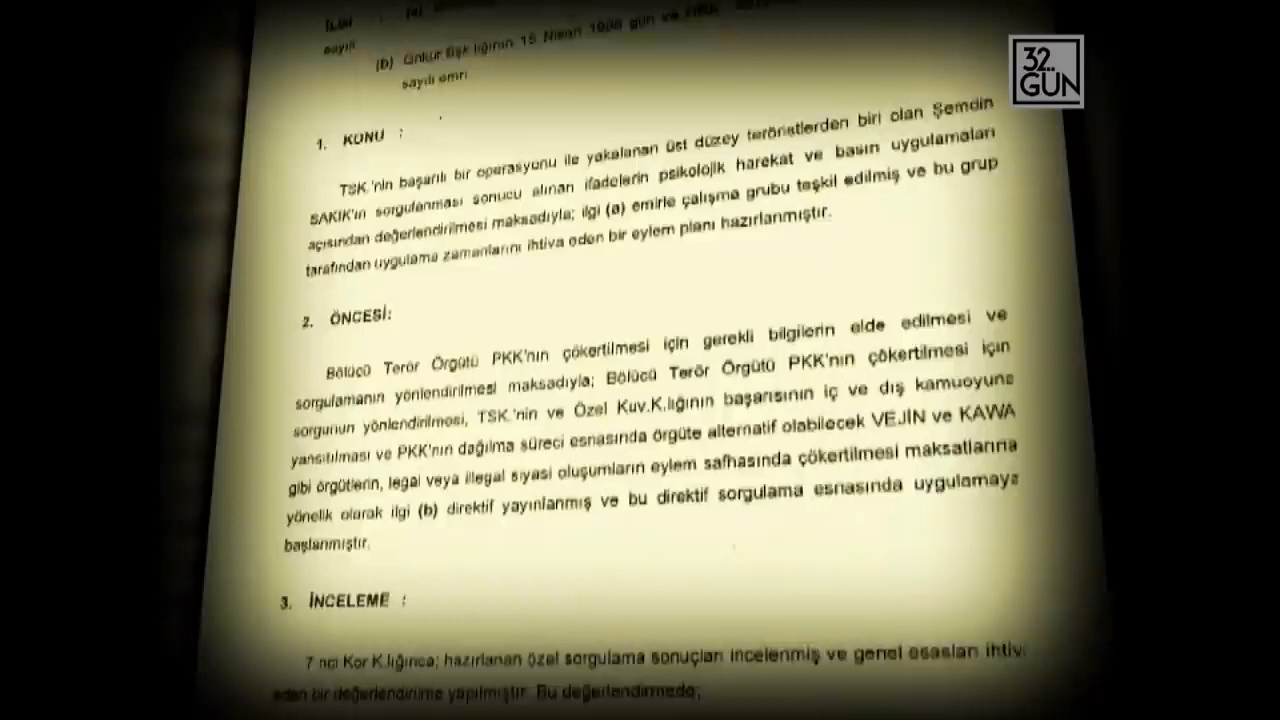 32.
GÜN
İLGİ : (a)
sayılı
(b) Gnkur.Bşk.lığının 15 Nisan 1998 gün ve
sayılı emri
1. KONU :
TSK.'nin başarılı bir operasyonu ile yakalanan üst düzey teröristlerden biri olan Şemdin
SAKIK'ın sorgulanması sonucu alınan ifadelerin psikolojik harekat ve basın uygulamaları
açısından değerlendirilmesi maksadıyla; ilgi (a) emirle çalışma grubu teşkil edilmiş ve bu grup
tarafından uygulama zamanlarını ihtiva eden bir eylem planı hazırlanmıştır.
2. ÖNCESİ:
Bölücü Terör Örgütü PKK'nın çökertilmesi için gerekli bilgilerin elde edilmesi ve
sorgulamanın yönlendirilmesi maksadıyla; Bölücü Terör Örgütü PKK'nın çökertilmesi için
sorgunun yönlendirilmesi, TSK.'nin ve Özel Kuv.K.lığının başarısının iç ve dış kamuoyuna
yansıtılması ve PKK'nın dağılma süreci esnasında örgüte alternatif olabilecek VEJİN ve KAWA
gibi örgütlerin, legal veya illegal siyasi oluşumların eylem safhasında çökertilmesi maksatlarına
yönelik olarak ilgi (b) direktif yayınlanmış ve bu direktif sorgulama esnasında uygulamaya
başlanmıştır.
3. İNCELEME :
7 nci Kor K.lığınca; hazırlanan özel sorgulama sonuçları incelenmiş ve genel esasları ihtiva
eden bir değerlendirme yapılmıştır. Bu değerlendirmede;